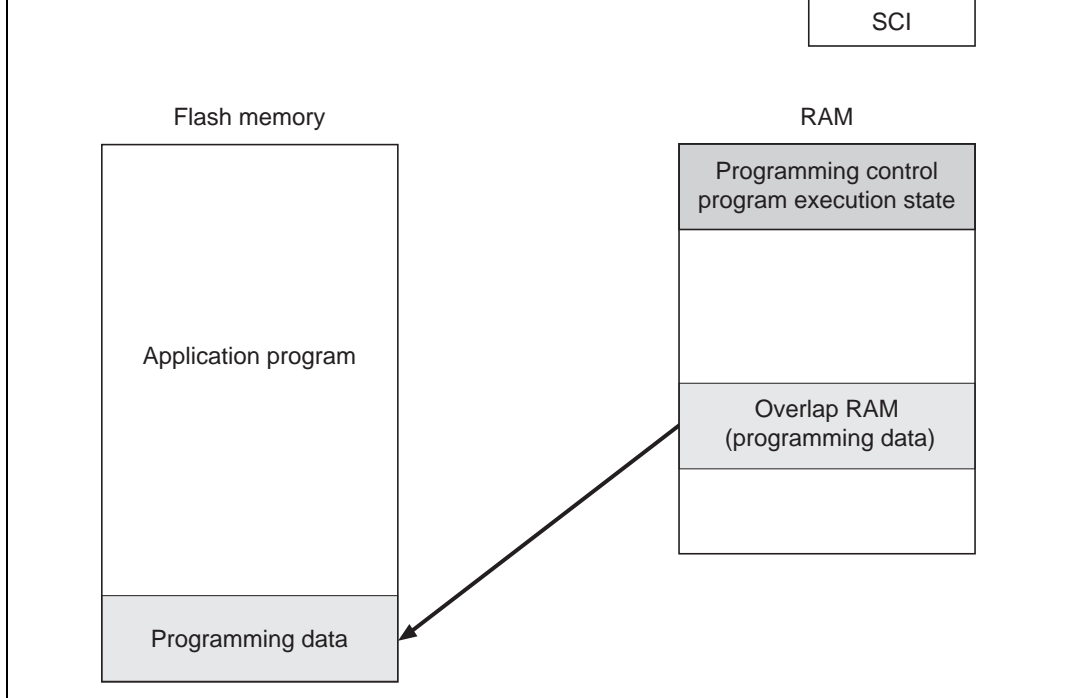 SCI
Flash memory
RAM
Programming control
program execution state
Application program
Overlap RAM
(programming data)
Programming data